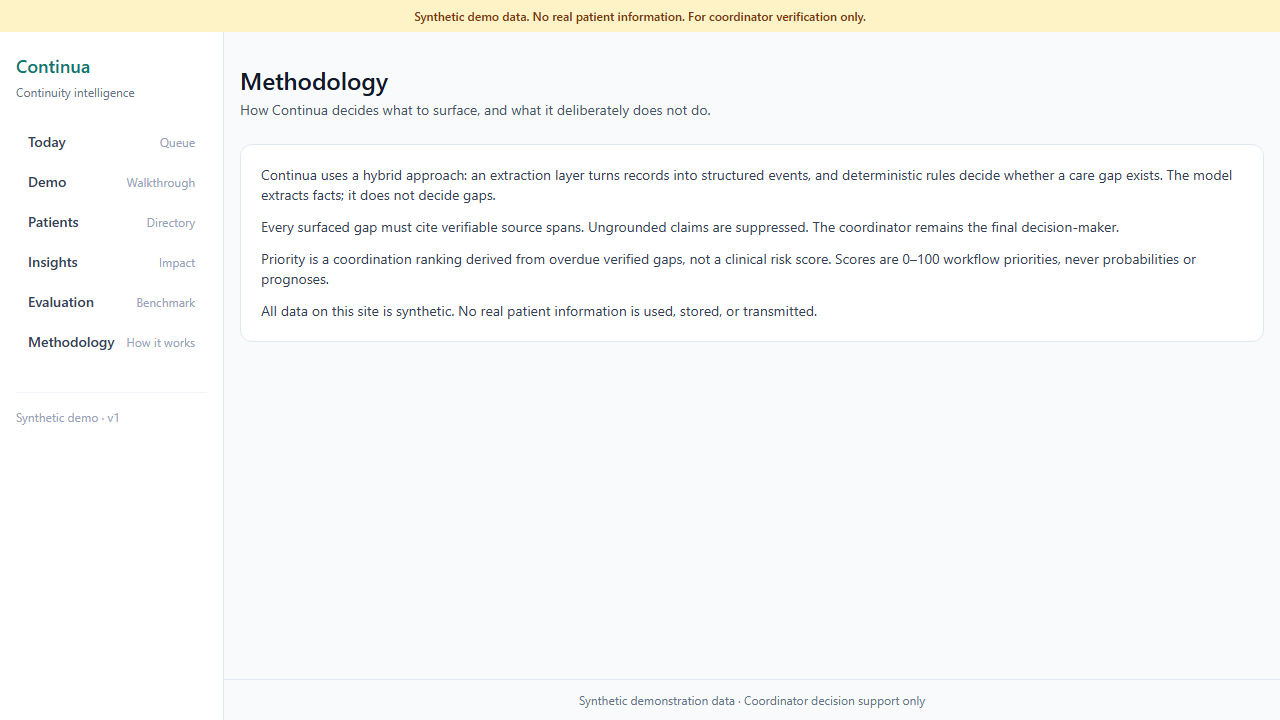 Synthetic demo data. No real patient information. For coordinator verification only.
Continua
Continuity intelligence
Today Queue
Demo Walkthrough
Patients Directory
Insights Impact
Evaluation Benchmark
Methodology How it works
Synthetic demo · v1
Methodology
How Continua decides what to surface, and what it deliberately does not do.
Continua uses a hybrid approach: an extraction layer turns records into structured events, and deterministic rules decide whether a care gap exists. The model
extracts facts; it does not decide gaps.
Every surfaced gap must cite verifiable source spans. Ungrounded claims are suppressed. The coordinator remains the final decision-maker.
Priority is a coordination ranking derived from overdue verified gaps, not a clinical risk score. Scores are 0–100 workflow priorities, never probabilities or
prognoses.
All data on this site is synthetic. No real patient information is used, stored, or transmitted.
Synthetic demonstration data · Coordinator decision support only